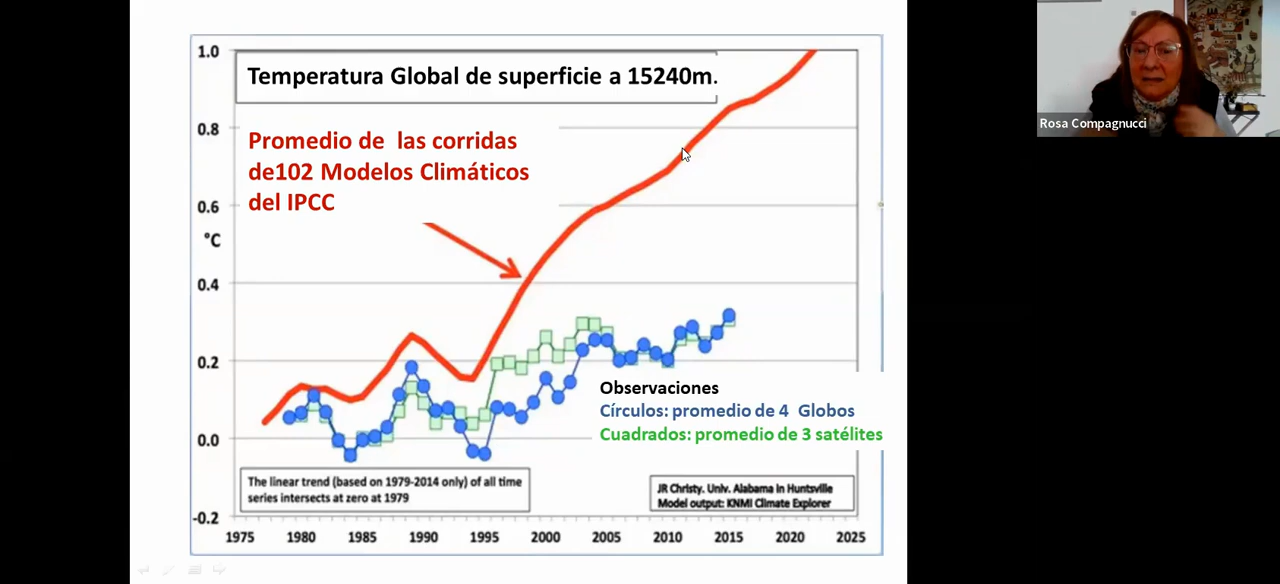 Temperatura Global de superficie a 15240m.
Promedio de las corridas
de102 Modelos Climáticos
del IPCC
1.0
0.8
0.6
°C
0.4
0.2
0.0
-0.2
Observaciones
Círculos: promedio de 4 Globos
Cuadrados: promedio de 3 satélites
The linear trend (based on 1979-2014 only) of all time
series intersects at zero at 1979
JR Christy. Univ. Alabama in Huntsville
Model output: KNMI Climate Explorer
1975 1980 1985 1990 1995 2000 2005 2010 2015 2020 2025
Rosa Compagnucci